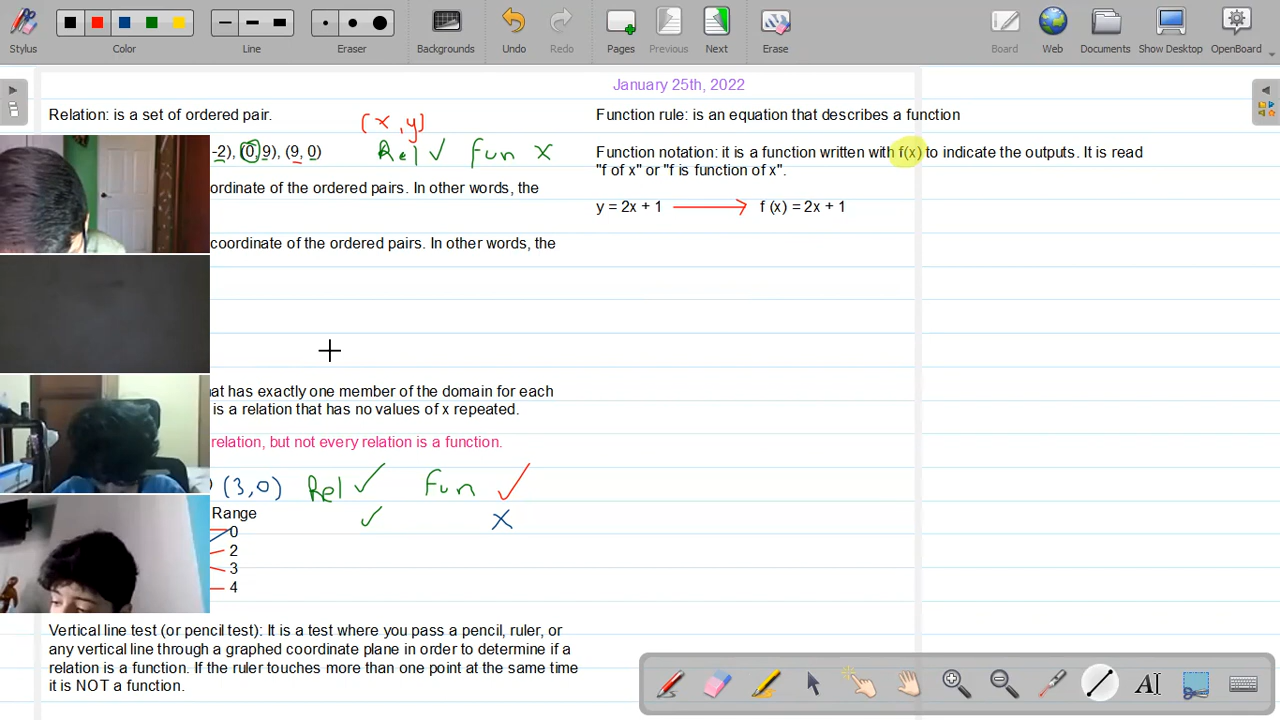 Stylus
Color
Line
Eraser
Backgrounds
Undo
Redo
Pages
Previous
Next
Erase
Board
Web
Documents
Show Desktop
OpenBoard
January 25th, 2022
Relation: is a set of ordered pair.
(x, y)
-2), (0, 9), (9, 0)
Rel ✓ fun x
ordinate of the ordered pairs. In other words, the
coordinate of the ordered pairs. In other words, the
at has exactly one member of the domain for each
is a relation that has no values of x repeated.
relation, but not every relation is a function.
) (3,0) Rel ✓ fun ✓
Range
✓ x
0
2
3
4
Vertical line test (or pencil test): It is a test where you pass a pencil, ruler, or
any vertical line through a graphed coordinate plane in order to determine if a
relation is a function. If the ruler touches more than one point at the same time
it is NOT a function.
Function rule: is an equation that describes a function
Function notation: it is a function written with f(x) to indicate the outputs. It is read
"f of x" or "f is function of x".
y = 2x + 1 → f (x) = 2x + 1